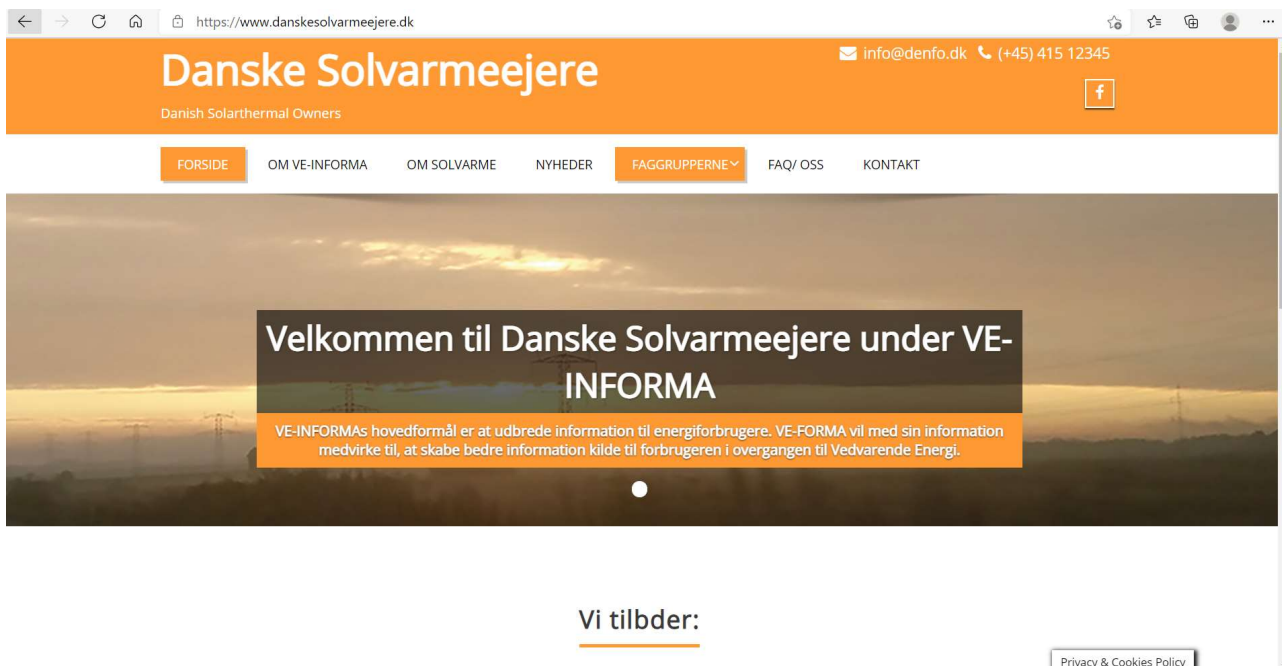 https://www.danskesolvarmeejere.dk
Danske Solvarmeejere
info@denfo.dk (+45) 415 12345
Danish Solarthermal Owners
FORSIDE OM VE-INFORMA OM SOLVARME NYHEDER FAGGRUPPERNE FAQ/ OSS KONTAKT
Velkommen til Danske Solvarmeejere under VE-
INFORMA
VE-INFORMAs hovedformål er at udbrede information til energiforbrugere. VE-FORMA vil med sin information
medvirke til, at skabe bedre information kilde til forbrugeren i overgangen til Vedvarende Energi.
Vi tilbder:
Privacy & Cookies Policy